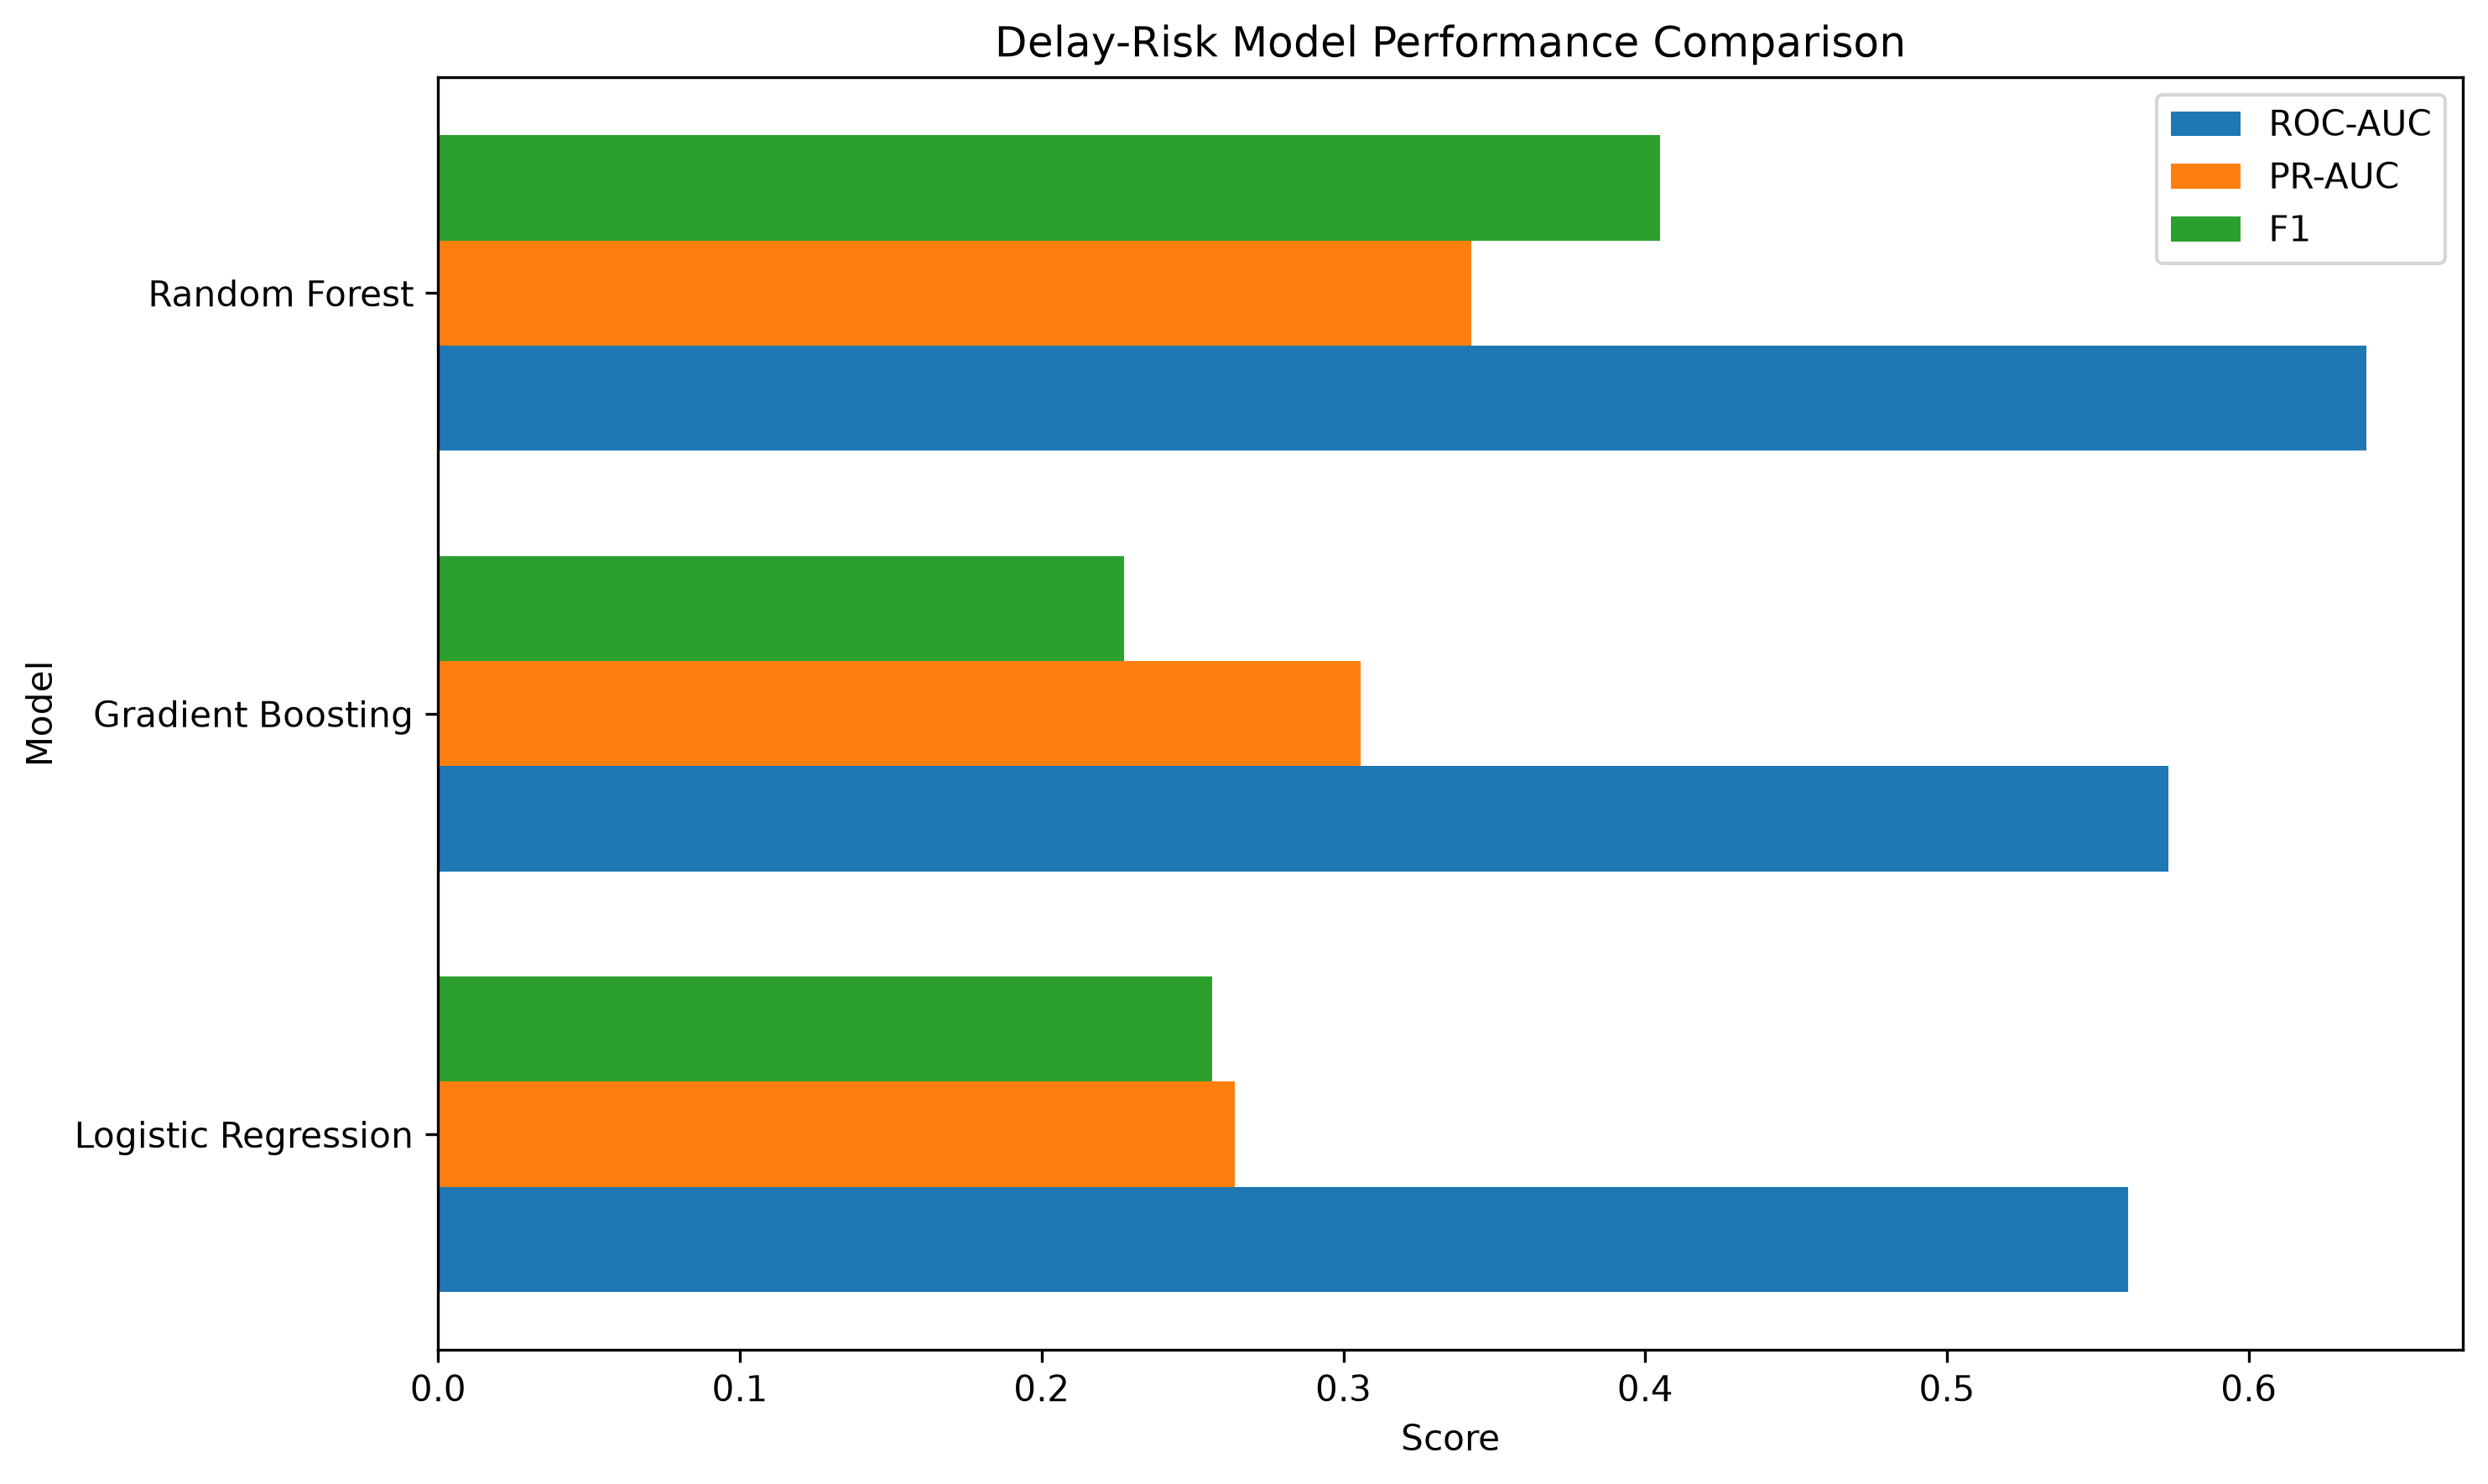 Delay-Risk Model Performance Comparison
ROC-AUC
PR-AUC
F1
Random Forest
Gradient Boosting
Logistic Regression
Model
0.0 0.1 0.2 0.3 0.4 0.5 0.6
Score